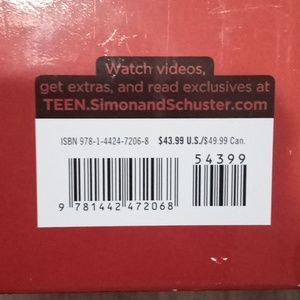 Watch videos,
get extras, and read exclusives at
TEEN.SimonandSchuster.com
ISBN 978-1-4424-7206-8 $43.99 U.S./$49.99 Can.
54399
9 781442 472068